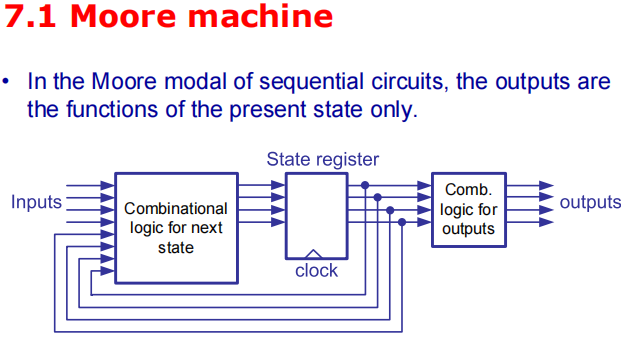 7.1 Moore machine
• In the Moore modal of sequential circuits, the outputs are
the functions of the present state only.
State register
Inputs
Combinational
logic for next
state
clock
Comb.
logic for
outputs
outputs